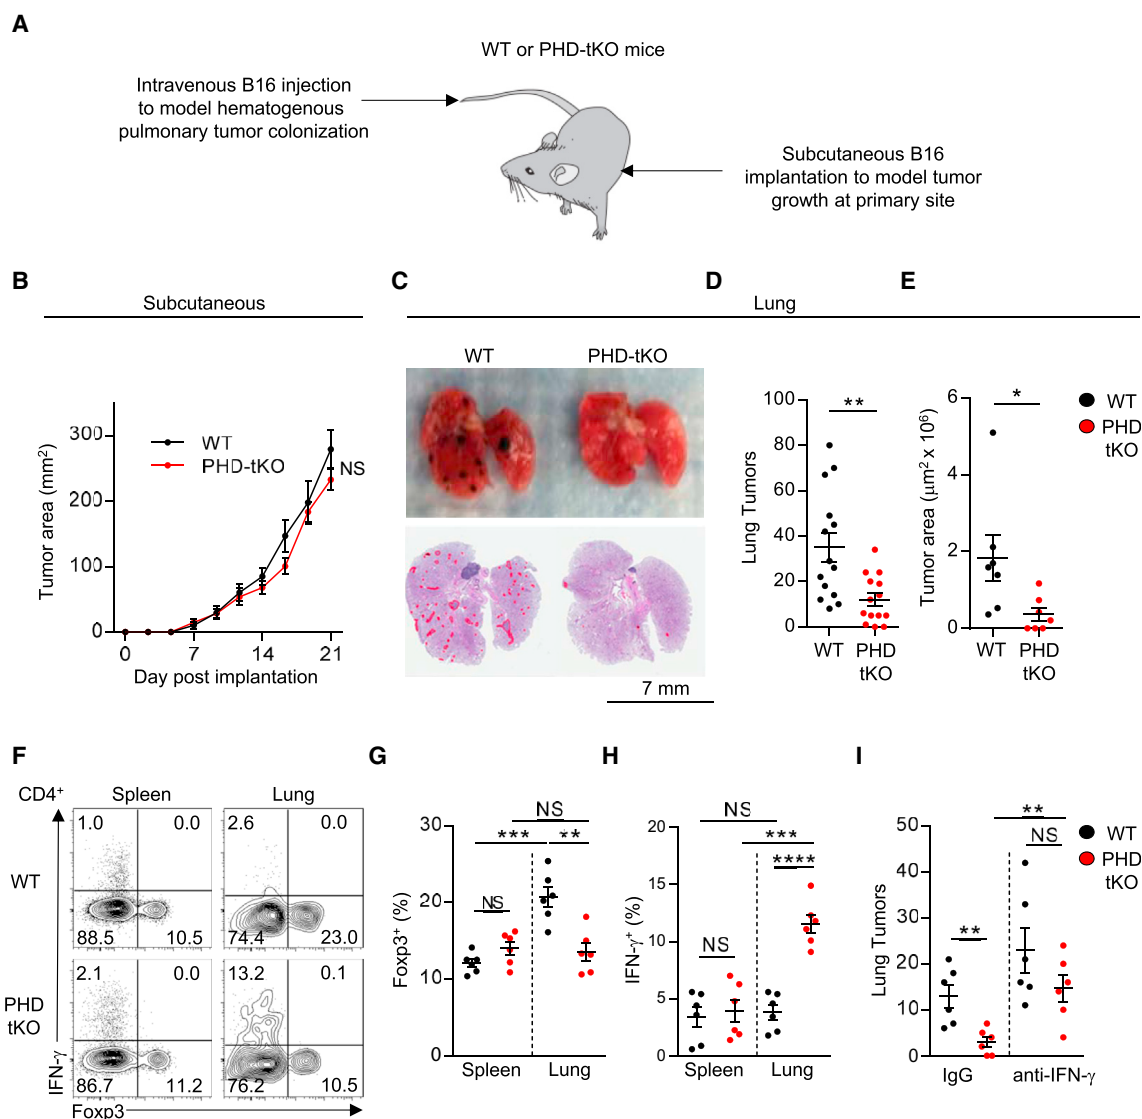 A
WT or PHD-tKO mice
Intravenous B16 injection
to model hematogenous
pulmonary tumor colonization
Subcutaneous B16
implantation to model tumor
growth at primary site
B
Subcutaneous
Tumor area (mm²)
300
200
100
0
WT
PHD-tKO
NS
0
7
14
21
Day post implantation
C
Lung
WT
PHD-tKO
7 mm
D
Lung Tumors
100
80
60
40
20
0
**
WT
PHD
tKO
E
Tumor area (μm² x 10⁶)
6
4
2
0
*
WT
PHD
tKO
WT
PHD
tKO
F
CD4⁺
Spleen
Lung
WT
1.0
0.0
88.5
10.5
2.6
0.0
74.4
23.0
PHD
tKO
2.1
0.0
86.7
11.2
13.2
0.1
76.2
10.5
IFN-γ
Foxp3
G
Foxp3⁺ (%)
30
20
10
0
NS
***
**
NS
Spleen
Lung
H
IFN-γ⁺ (%)
20
15
10
5
0
NS
***
****
NS
Spleen
Lung
I
Lung Tumors
50
40
30
20
10
0
**
NS
**
IgG
anti-IFN-γ
WT
PHD
tKO